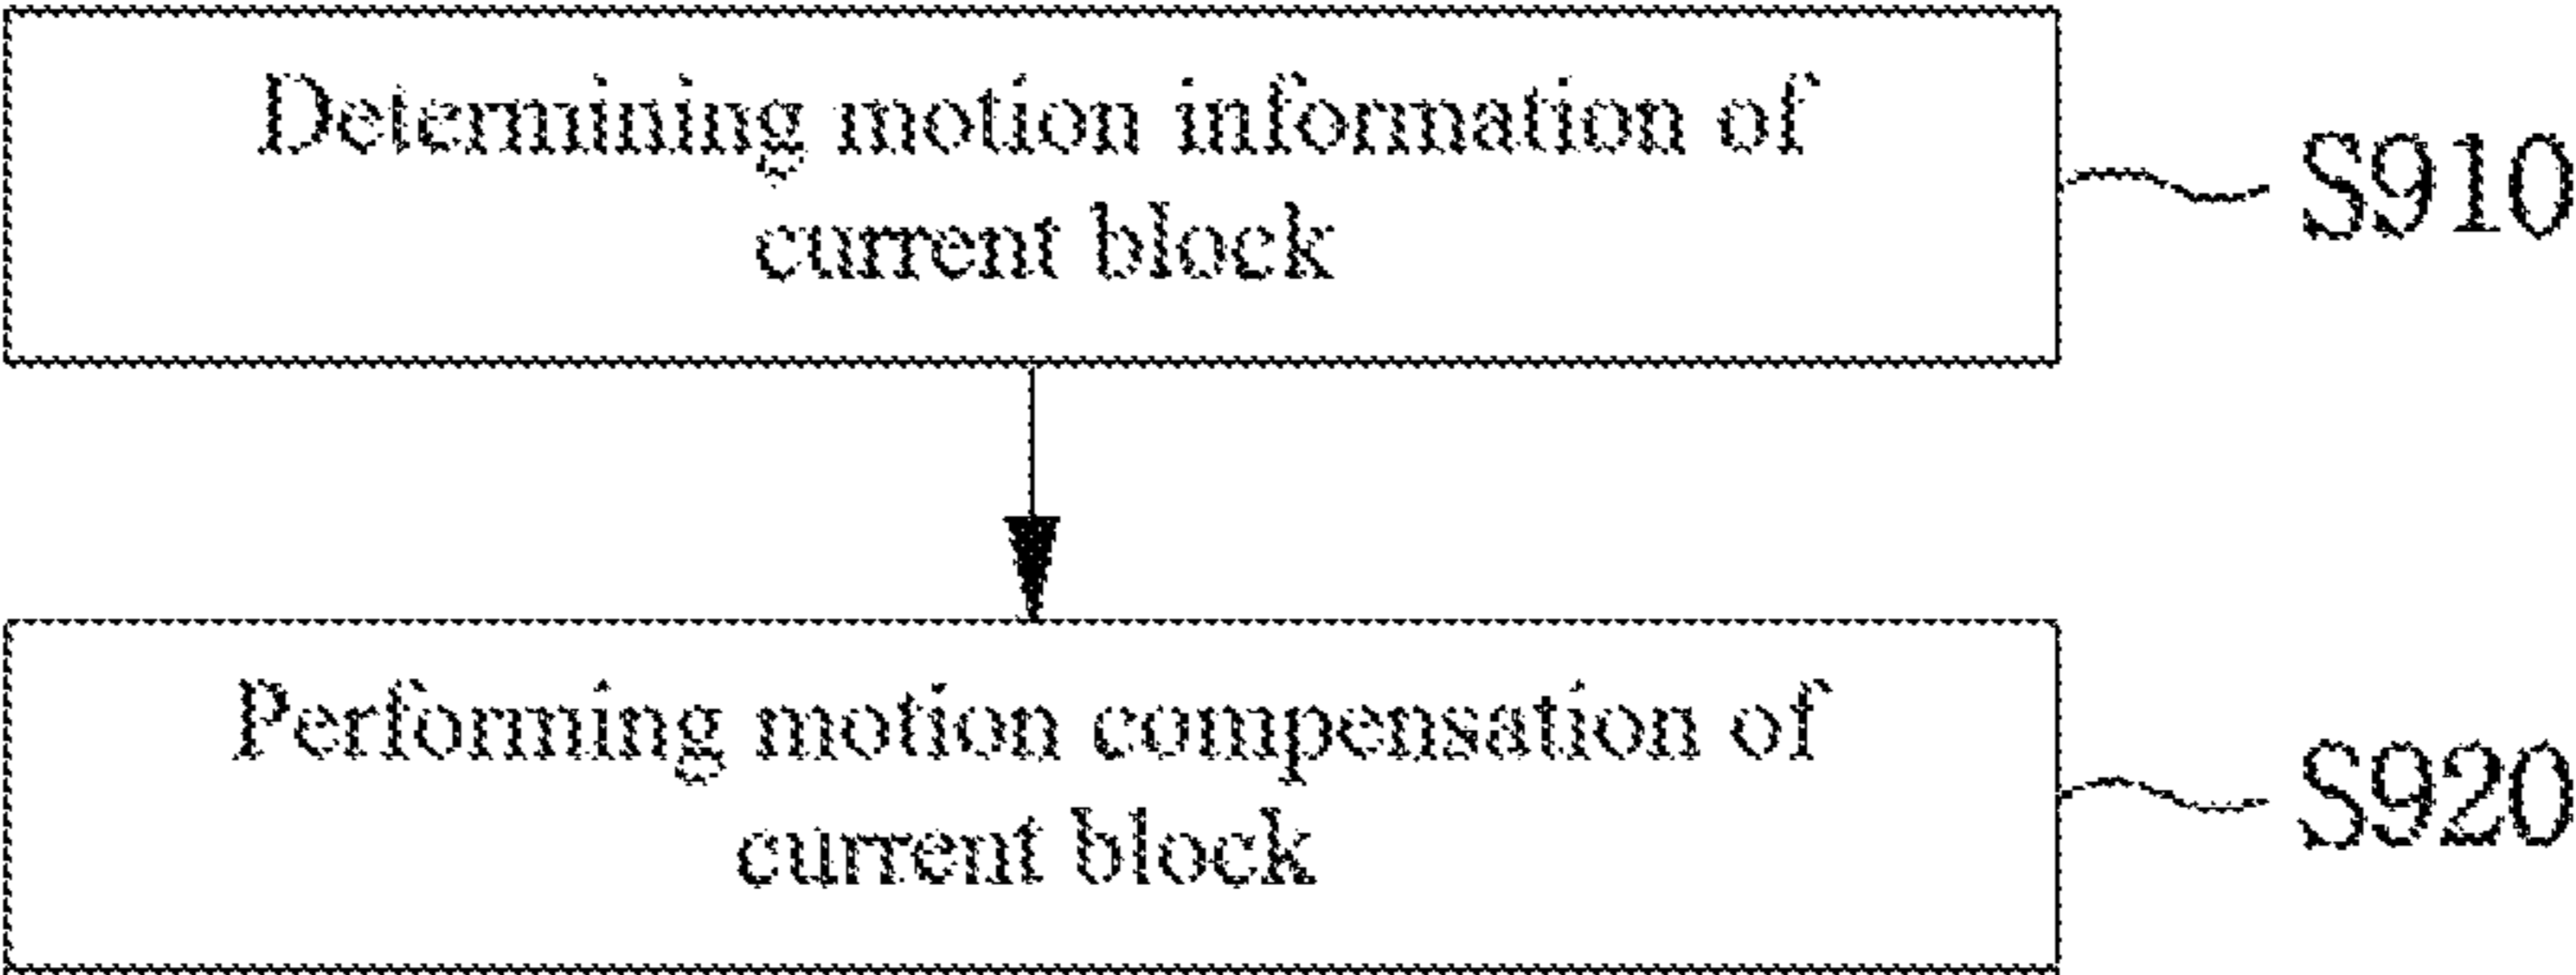 Determining motion information of
current block
S910
Performing motion compensation of
current block
S920